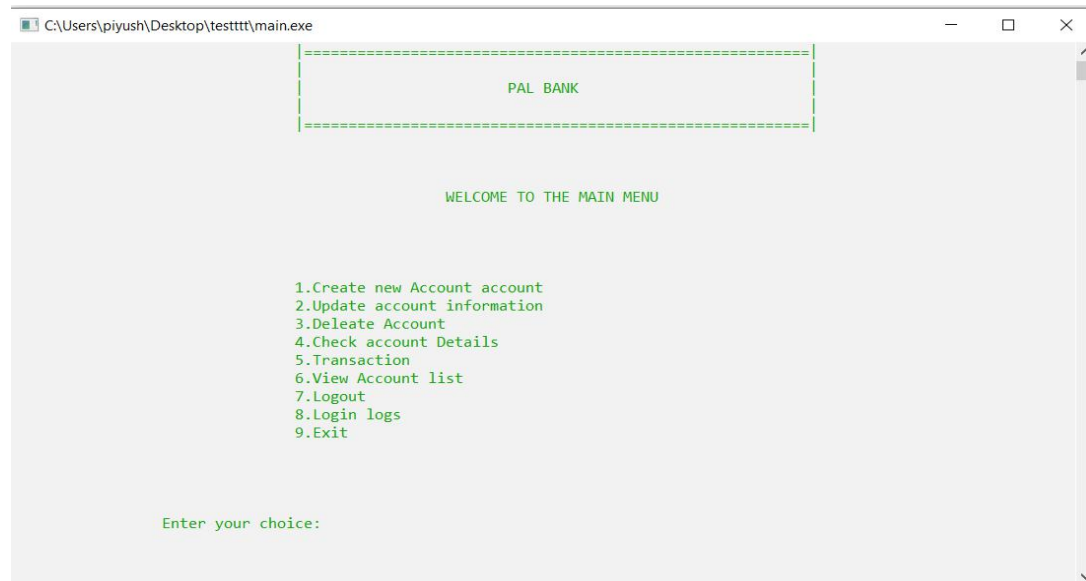 C:\Users\piyush\Desktop\testttt\main.exe
|=========================================================|
PAL BANK
|=========================================================|
WELCOME TO THE MAIN MENU
1.Create new Account account
2.Update account information
3.Deleate Account
4.Check account Details
5.Transaction
6.View Account list
7.Logout
8.Login logs
9.Exit
Enter your choice: